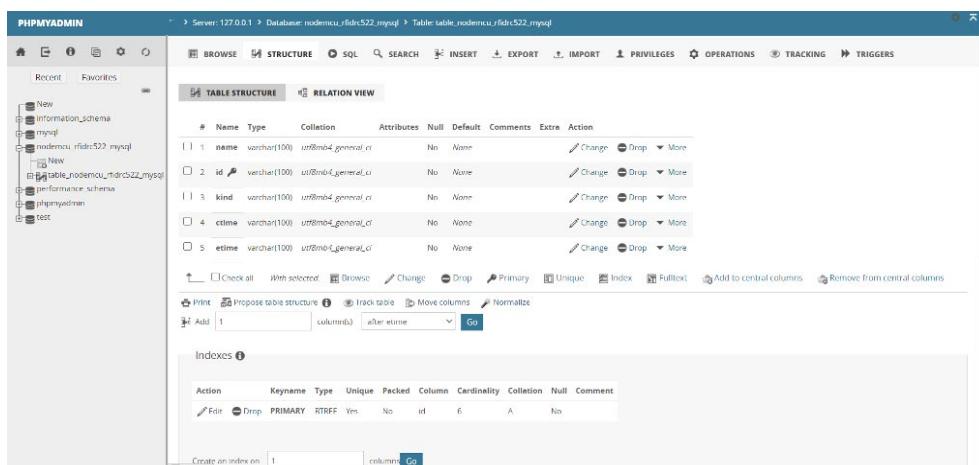 PHPMYADMIN
Server: 127.0.0.1 > Database: nodemcu_rfidrc522_mysql > Table: table_nodemcu_rfidrc522_mysql
BROWSE STRUCTURE SQL SEARCH INSERT EXPORT IMPORT PRIVILEGES OPERATIONS TRACKING TRIGGERS
Recent Favorites
New
information_schema
mysql
nodemcu_rfidrc522_mysql
New
table_nodemcu_rfidrc522_mysql
performance_schema
phpmyadmin
test
TABLE STRUCTURE RELATION VIEW
# Name Type Collation Attributes Null Default Comments Extra Action
1 name varchar(100) utf8mb4_general_ci No None Change Drop More
2 id varchar(100) utf8mb4_general_ci No None Change Drop More
3 kind varchar(100) utf8mb4_general_ci No None Change Drop More
4 ctime varchar(100) utf8mb4_general_ci No None Change Drop More
5 etime varchar(100) utf8mb4_general_ci No None Change Drop More
Check all With selected: Browse Change Drop Primary Unique Index Fulltext Add to central columns Remove from central columns
Print Propose table structure Track table Move columns Normalize
Add 1 column(s) after etime Go
Indexes
Action Keyname Type Unique Packed Column Cardinality Collation Null Comment
Edit Drop PRIMARY BTREE Yes No id 6 A No
Create an index on 1 columns Go